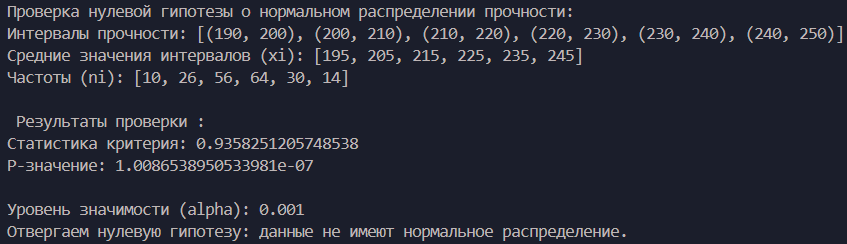 Проверка нулевой гипотезы о нормальном распределении прочности:
Интервалы прочности: [(190, 200), (200, 210), (210, 220), (220, 230), (230, 240), (240, 250)]
Средние значения интервалов (xi): [195, 205, 215, 225, 235, 245]
Частоты (ni): [10, 26, 56, 64, 30, 14]
Результаты проверки :
Статистика критерия: 0.9358251205748538
P-значение: 1.0086538950533981e-07
Уровень значимости (alpha): 0.001
Отвергаем нулевую гипотезу: данные не имеют нормальное распределение.